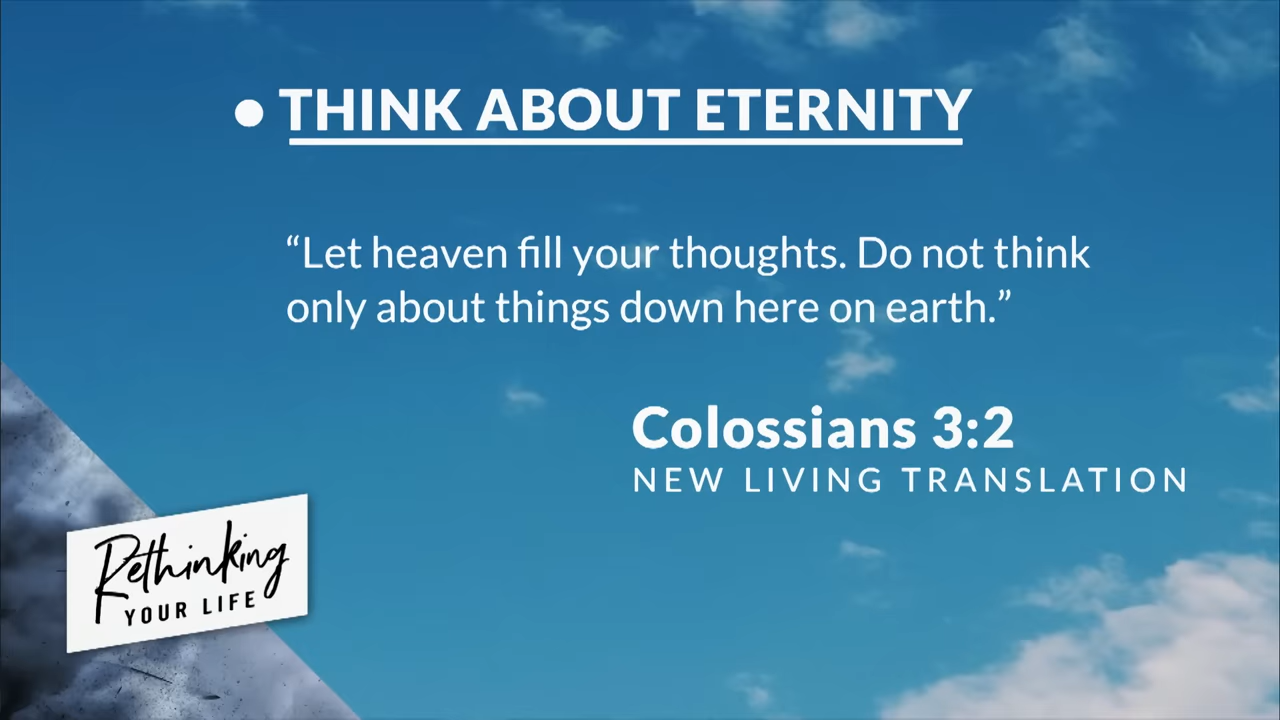 • THINK ABOUT ETERNITY
“Let heaven fill your thoughts. Do not think
only about things down here on earth.”
Colossians 3:2
NEW LIVING TRANSLATION
Rethinking
YOUR LIFE